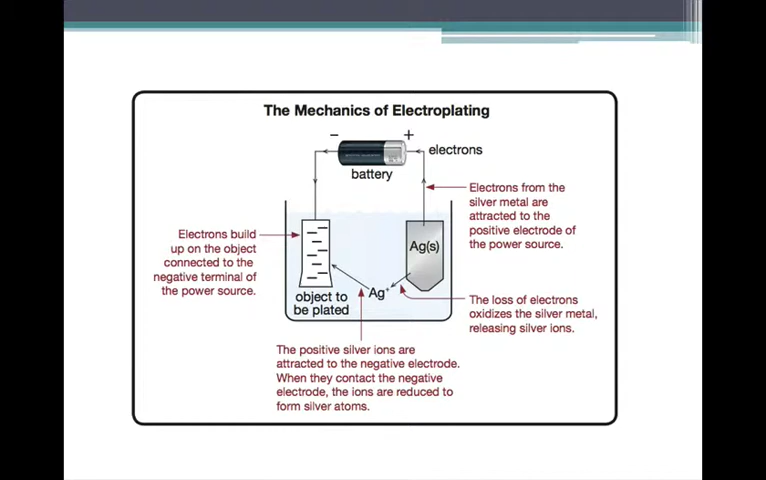 The Mechanics of Electroplating
− +
electrons
battery
Electrons from the
silver metal are
attracted to the
positive electrode of
the power source.
Electrons build
up on the object
connected to the
negative terminal of
the power source.
Ag(s)
Ag⁺
object to
be plated
The loss of electrons
oxidizes the silver metal,
releasing silver ions.
The positive silver ions are
attracted to the negative electrode.
When they contact the negative
electrode, the ions are reduced to
form silver atoms.